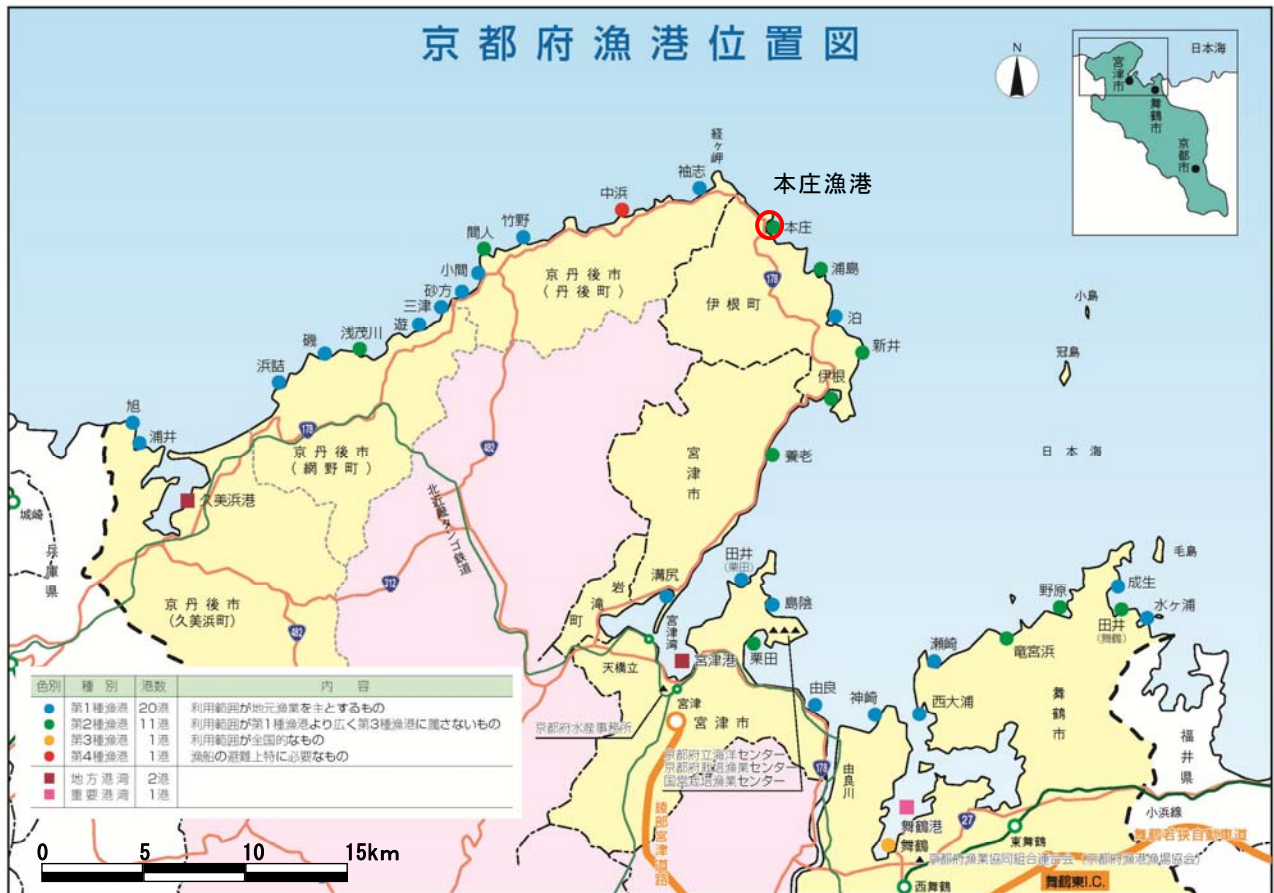 京都府漁港位置図
N
日本海
宮津市
舞鶴市
京都市
経ヶ岬
袖志
本庄漁港
中浜
本庄
竹野
間人
浦島
小間
京丹後市
(丹後町)
178
砂方
伊根町
小島
三津
泊
遊
浅茂川
磯
新井
冠島
浜詰
伊根
旭
浦井
178
482
京丹後市
(網野町)
宮津市
養老
日本海
久美浜港
城崎
北近畿タンゴ鉄道
兵庫県
田井
(栗田)
毛島
312
溝尻
岩滝町
成生
野原
京丹後市
(久美浜町)
島陰
田井
(舞鶴)
水ヶ浦
482
宮津湾
宮津港
栗田
竜宮浜
瀬崎
天橋立
宮津
由良
神崎
西大浦
舞鶴市
色別 種別 港数 内容
第1種漁港 20港 利用範囲が地元漁業を主とするもの
第2種漁港 11港 利用範囲が第1種漁港より広く第3種漁港に属さないもの
第3種漁港 1港 利用範囲が全国的なもの
第4種漁港 1港 漁船の避難上特に必要なもの
地方港湾 2港
重要港湾 1港
京都府水産事務所
宮津市
福井県
京都府立海洋センター
京都府栽培漁業センター
国営栽培漁業センター
178
由良川
綾部宮津道路
舞鶴港
27
小浜線
舞鶴
東舞鶴
舞鶴若狭自動車道
京都府漁業協同組合連合会(京都府漁港漁場協会)
西舞鶴
舞鶴東I.C.
0 5 10 15km